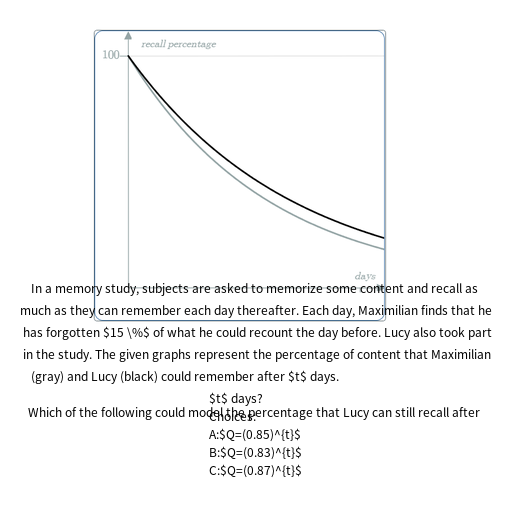 recall percentage
100
days
In a memory study, subjects are asked to memorize some content and recall as
much as they can remember each day thereafter. Each day, Maximilian finds that he
has forgotten $15 \%$ of what he could recount the day before. Lucy also took part
in the study. The given graphs represent the percentage of content that Maximilian
(gray) and Lucy (black) could remember after $t$ days.
$t$ days?
Which of the following could model the percentage that Lucy can still recall after
Choices:
A:$Q=(0.85)^{t}$
B:$Q=(0.83)^{t}$
C:$Q=(0.87)^{t}$